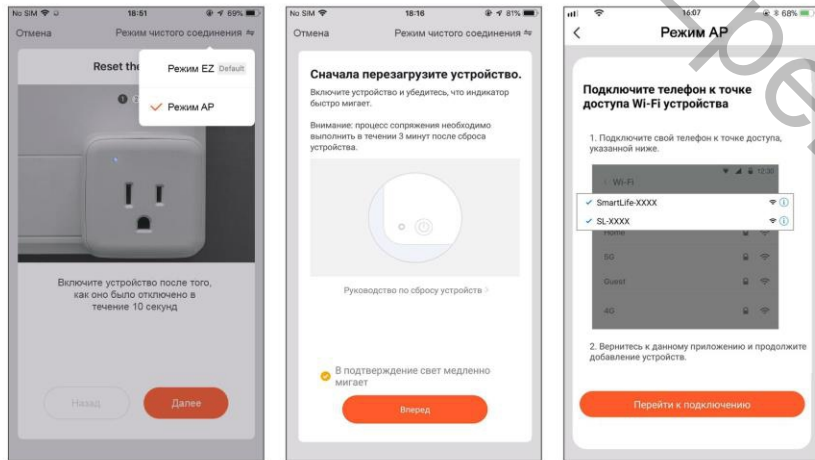 No SIM 18:51 69%
Отмена Режим чистого соединения
Reset the
Режим EZ Default
Режим AP
1
Включите устройство после того,
как оно было отключено в
течение 10 секунд
Назад Далее
No SIM 18:16 81%
Отмена Режим чистого соединения
Сначала перезагрузите устройство.
Включите устройство и убедитесь, что индикатор
быстро мигает.
Внимание: процесс сопряжения необходимо
выполнить в течении 3 минут после сброса
устройства.
Руководство по сбросу устройств >
В подтверждение свет медленно
мигает
Вперед
16:07 68%
< Режим AP
Подключите телефон к точке
доступа Wi-Fi устройства
1. Подключите свой телефон к точке доступа,
указанной ниже.
12:30
Wi-Fi
SmartLife-XXXX
SL-XXXX
Home
5G
Guest
4G
2. Вернитесь к данному приложению и продолжите
добавление устройств.
Перейти к подключению